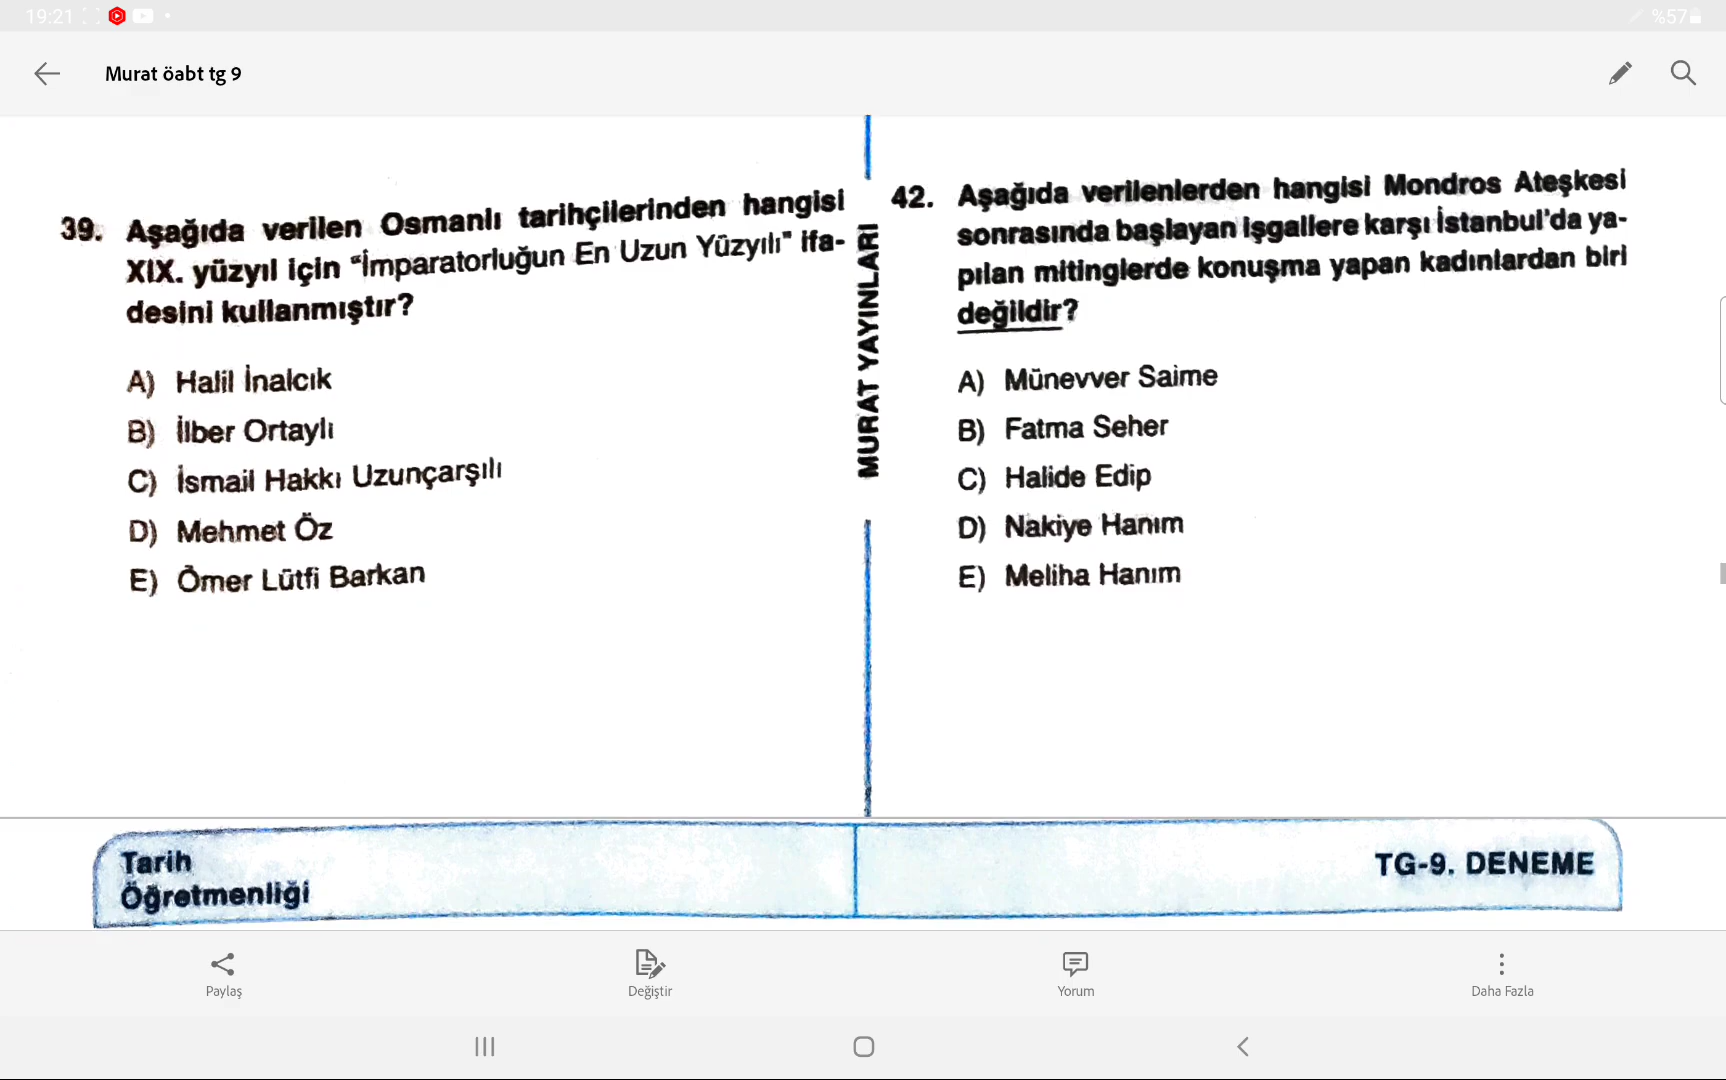 19:21
%57
Murat öabt tg 9
39. Aşağıda verilen Osmanlı tarihçilerinden hangisi
XIX. yüzyıl için “İmparatorluğun En Uzun Yüzyılı” ifa-
desini kullanmıştır?
A) Halil İnalcık
B) İlber Ortaylı
C) İsmail Hakkı Uzunçarşılı
D) Mehmet Öz
E) Ömer Lütfi Barkan
MURAT YAYINLARI
42. Aşağıda verilenlerden hangisi Mondros Ateşkesi
sonrasında başlayan işgallere karşı İstanbul’da ya-
pılan mitinglerde konuşma yapan kadınlardan biri
değildir?
A) Münevver Saime
B) Fatma Seher
C) Halide Edip
D) Nakiye Hanım
E) Meliha Hanım
Tarih
Öğretmenliği
TG-9. DENEME
Paylaş
Değiştir
Yorum
Daha Fazla